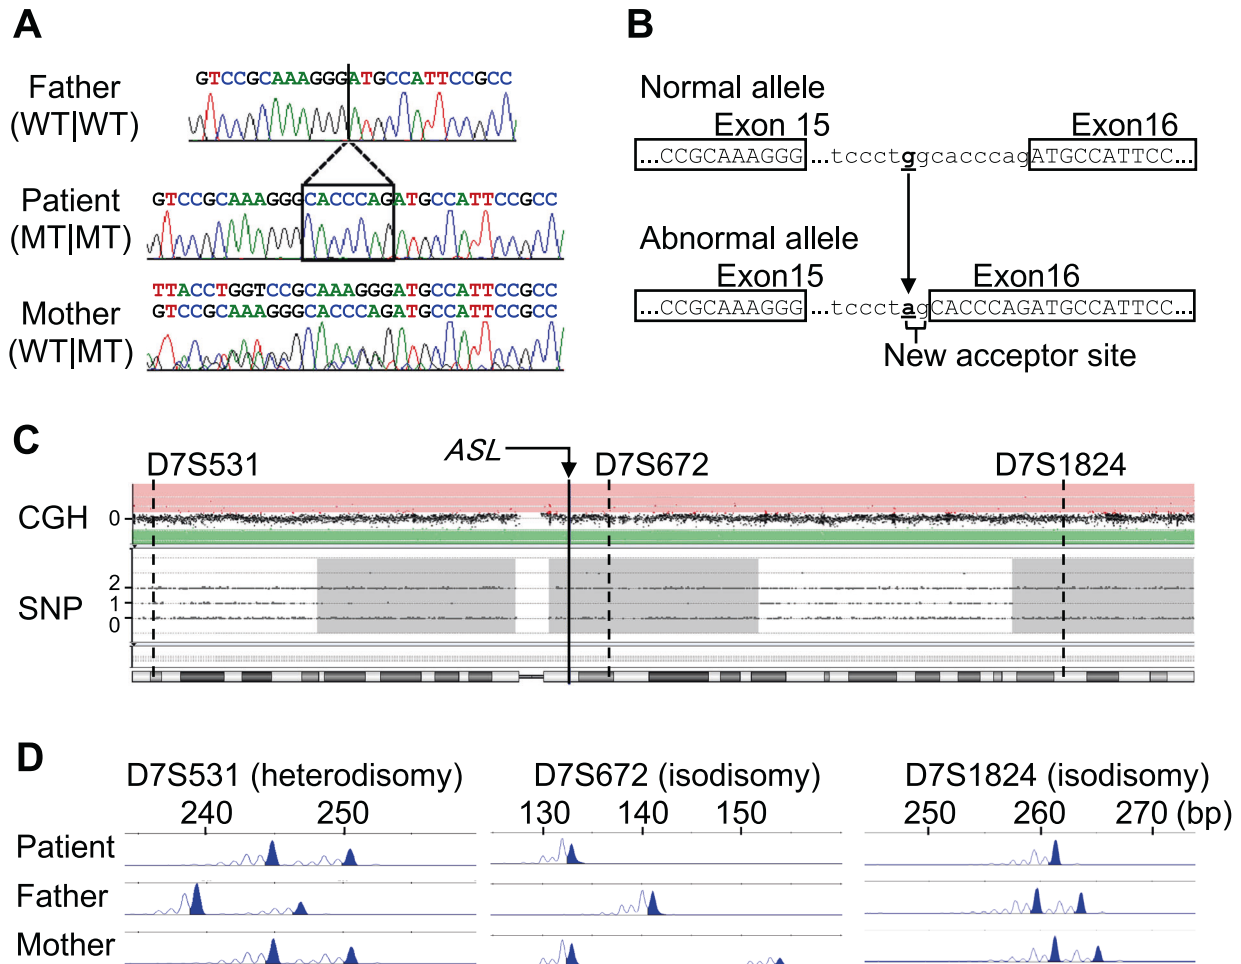 A
Father
(WT|WT)
GTCCGCAAAGGGATGCCATTCCGCC
Patient
(MT|MT)
GTCCGCAAAGGGCACCCAGATGCCATTCCGCC
Mother
(WT|MT)
TTACCTGGTCCGCAAAGGGATGCCATTCCGCC
GTCCGCAAAGGGCACCCAGATGCCATTCCGCC
B
Normal allele
Exon 15 Exon16
...CCGCAAAGGG ...tccctggcacccagATGCCATTCC...
Abnormal allele
Exon15 Exon16
...CCGCAAAGGG ...tccctagCACCCAGATGCCATTCC...
New acceptor site
C
D7S531 ASL D7S672 D7S1824
CGH 0
SNP 2 1 0
D
D7S531 (heterodisomy) D7S672 (isodisomy) D7S1824 (isodisomy)
240 250 130 140 150 250 260 270 (bp)
Patient
Father
Mother